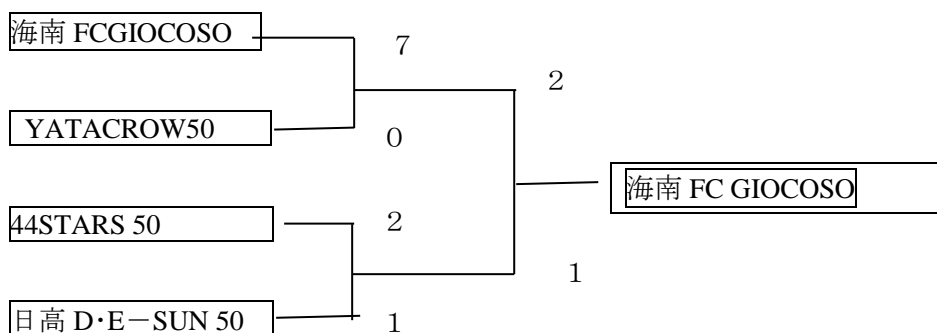 海南 FCGIOCOSO
7
2
YATACROW50
0
海南 FC GIOCOSO
44STARS 50
2
1
日高 D･E－SUN 50
1